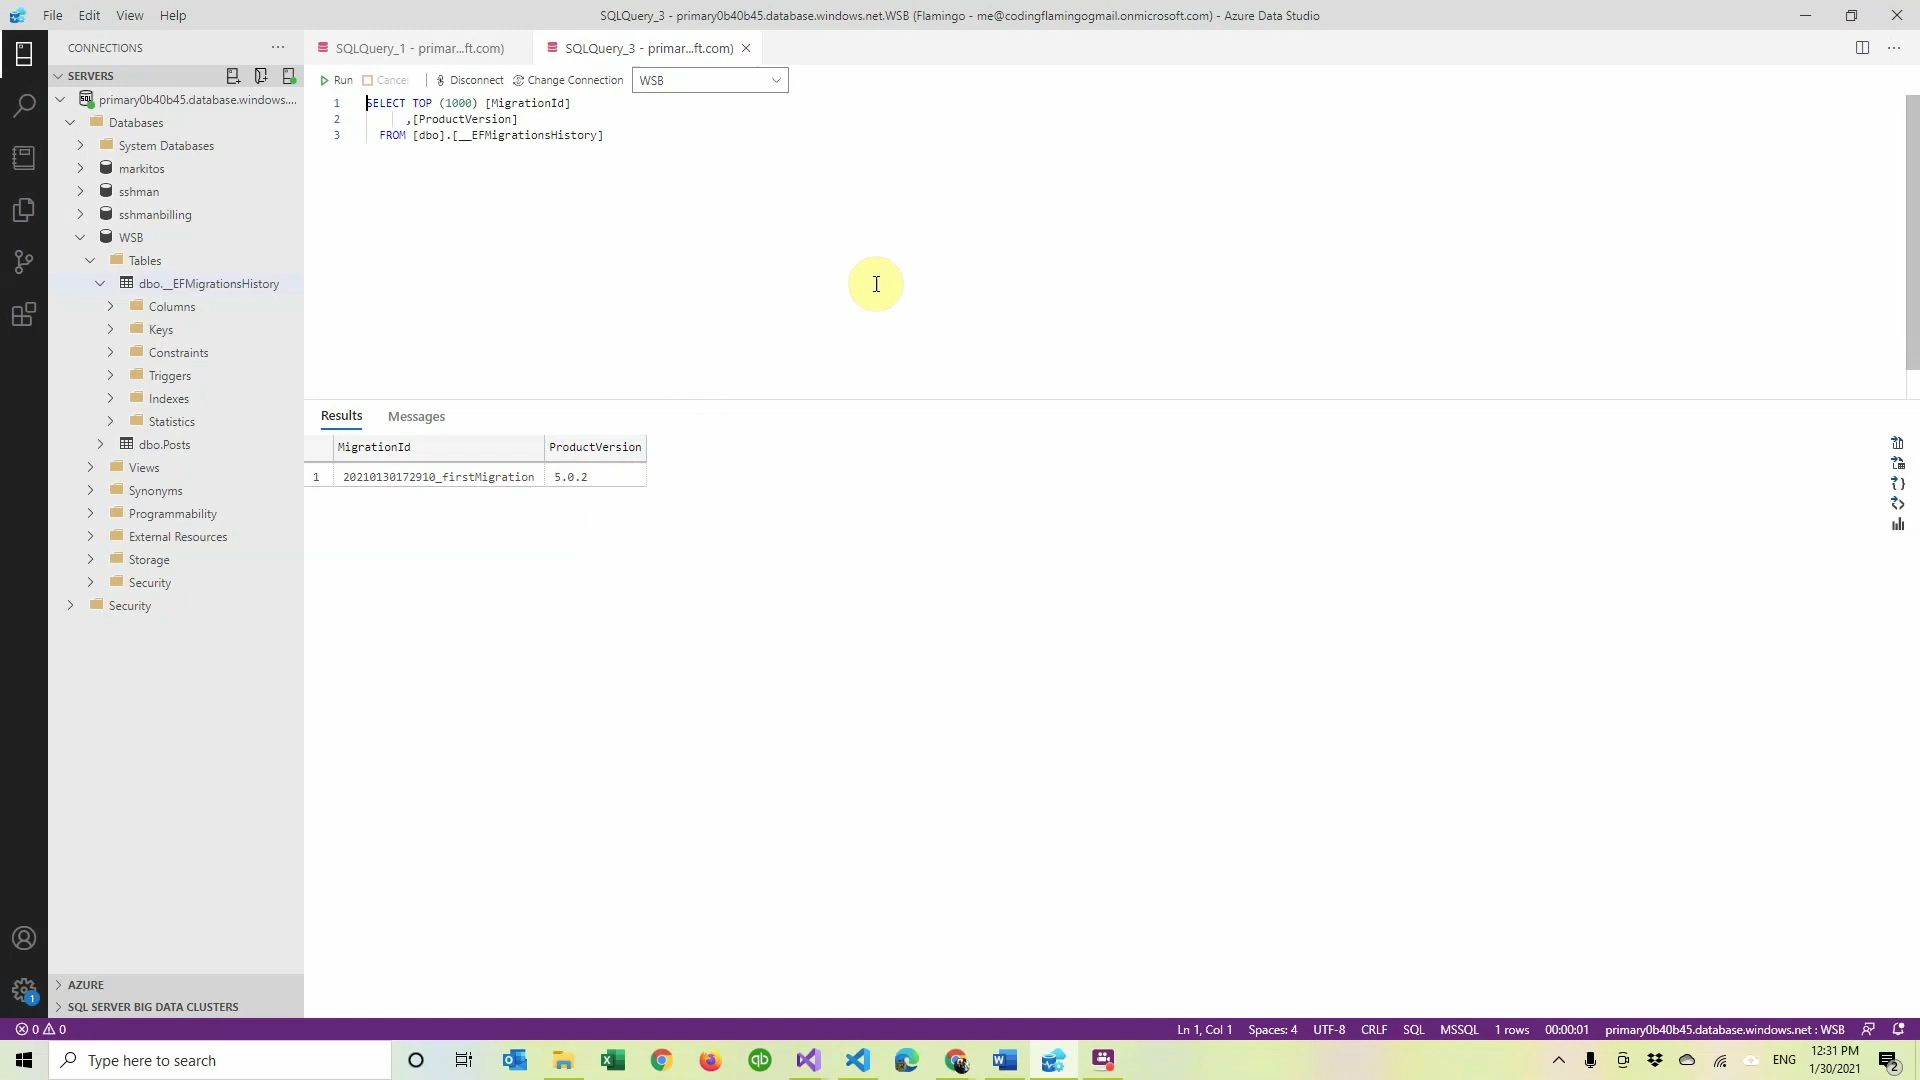 File Edit View Help
SQLQuery_3 - primary0b40b45.database.windows.net.WSB (Flamingo - me@codingflamingogmail.onmicrosoft.com) - Azure Data Studio
CONNECTIONS
SQLQuery_1 - primar...ft.com)
SQLQuery_3 - primar...ft.com)
SERVERS
Run Cancel Disconnect Change Connection WSB
primary0b40b45.database.windows....
Databases
System Databases
markitos
sshman
sshmanbilling
WSB
Tables
dbo.__EFMigrationsHistory
Columns
Keys
Constraints
Triggers
Indexes
Statistics
dbo.Posts
Views
Synonyms
Programmability
External Resources
Storage
Security
Security
AZURE
SQL SERVER BIG DATA CLUSTERS
1 SELECT TOP (1000) [MigrationId]
2 ,[ProductVersion]
3 FROM [dbo].[__EFMigrationsHistory]
Results Messages
MigrationId ProductVersion
1 20210130172910_firstMigration 5.0.2
1
0 0
Ln 1, Col 1 Spaces: 4 UTF-8 CRLF SQL MSSQL 1 rows 00:00:01 primary0b40b45.database.windows.net : WSB
Type here to search
qb
ENG
12:31 PM
1/30/2021
2